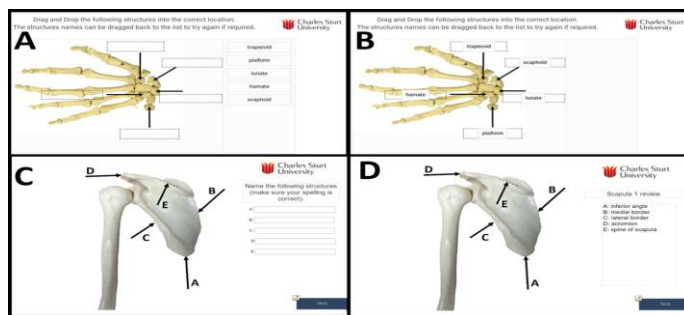 A
Drag and Drop the following structures into the correct location.
The structures names can be dragged back to the list to try again if required.
Charles Sturt
University
trapezoid
pisiform
lunate
hamate
scaphoid
B
Drag and Drop the following structures into the correct location.
The structures names can be dragged back to the list to try again if required.
Charles Sturt
University
trapezoid
scaphoid
hamate
lunate
pisiform
C
D
B
E
C
A
Charles Sturt
University
Name the following structures
(make sure your spelling is
correct):
A:
B:
C:
D:
E:
Next
D
D
B
E
C
A
Charles Sturt
University
Scapula 1 review
A: inferior angle
B: medial border
C: lateral border
D: acromion
E: spine of scapula
Next